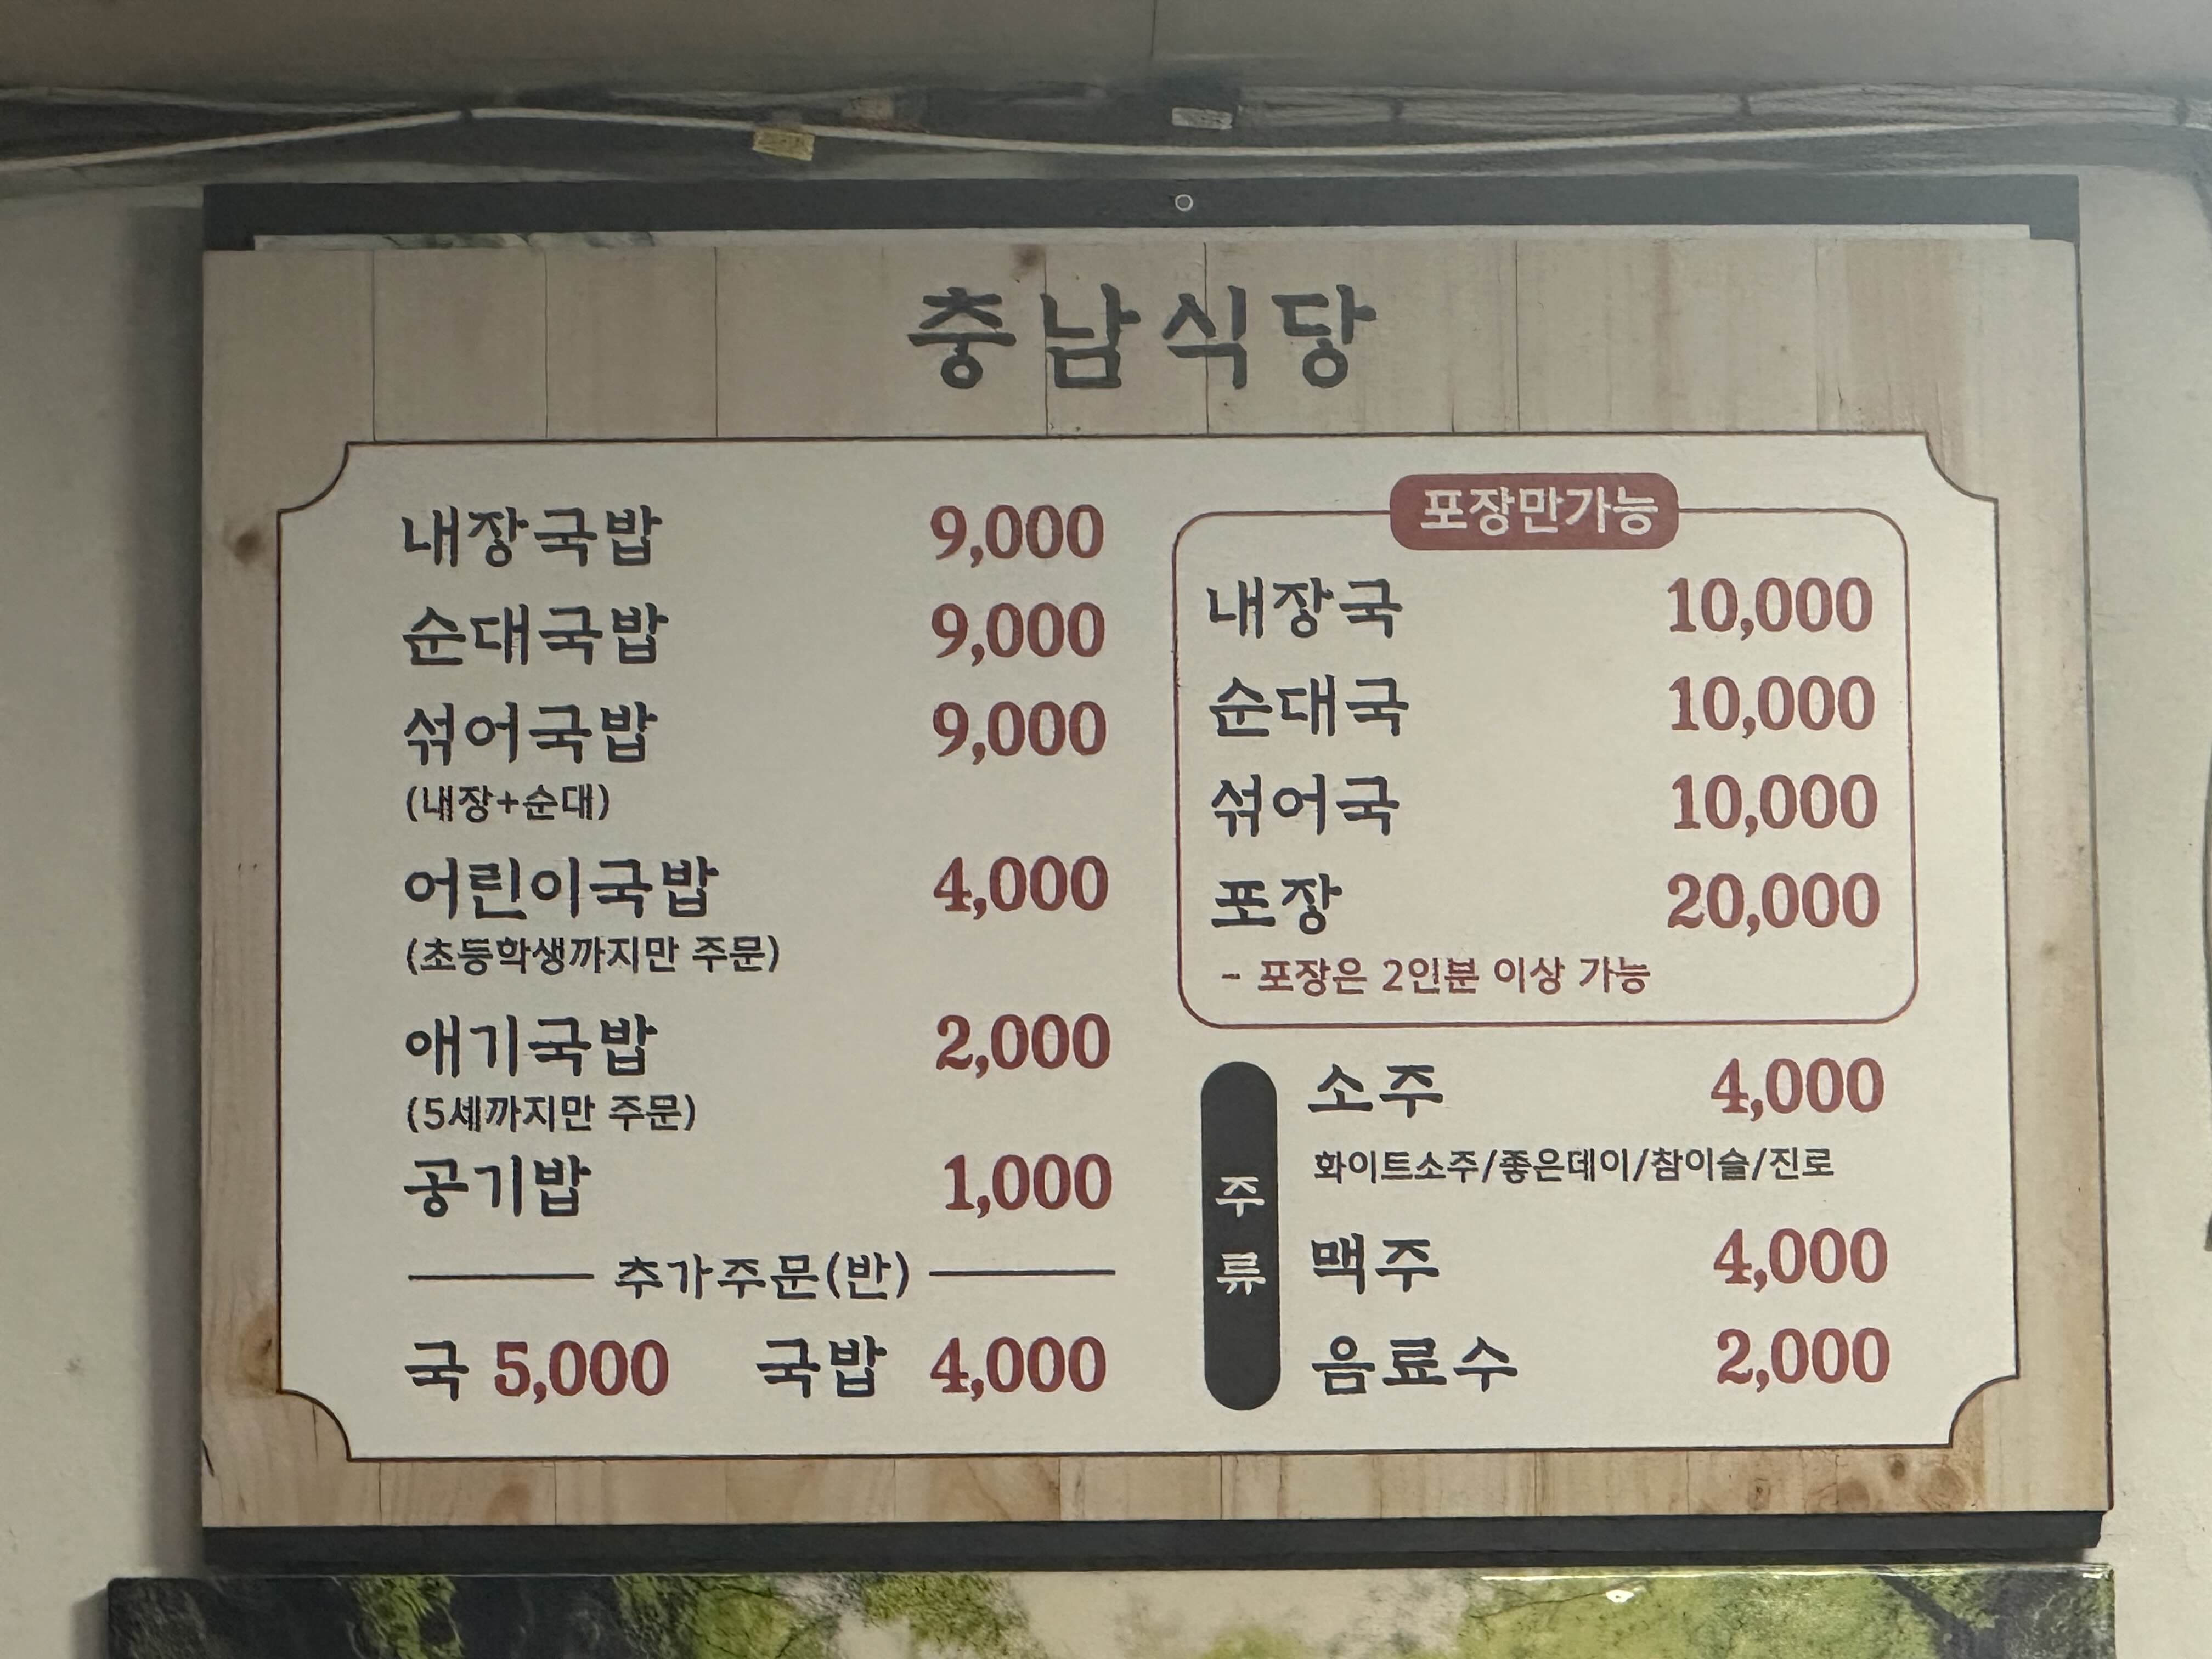 충남식당
내장국밥 9,000
순대국밥 9,000
섞어국밥 9,000
(내장+순대)
어린이국밥 4,000
(초등학생까지만 주문)
애기국밥 2,000
(5세까지만 주문)
공기밥 1,000
추가주문(반)
국 5,000 국밥 4,000
포장만가능
내장국 10,000
순대국 10,000
섞어국 10,000
포장 20,000
- 포장은 2인분 이상 가능
주류
소주 4,000
화이트소주/좋은데이/참이슬/진로
맥주 4,000
음료수 2,000